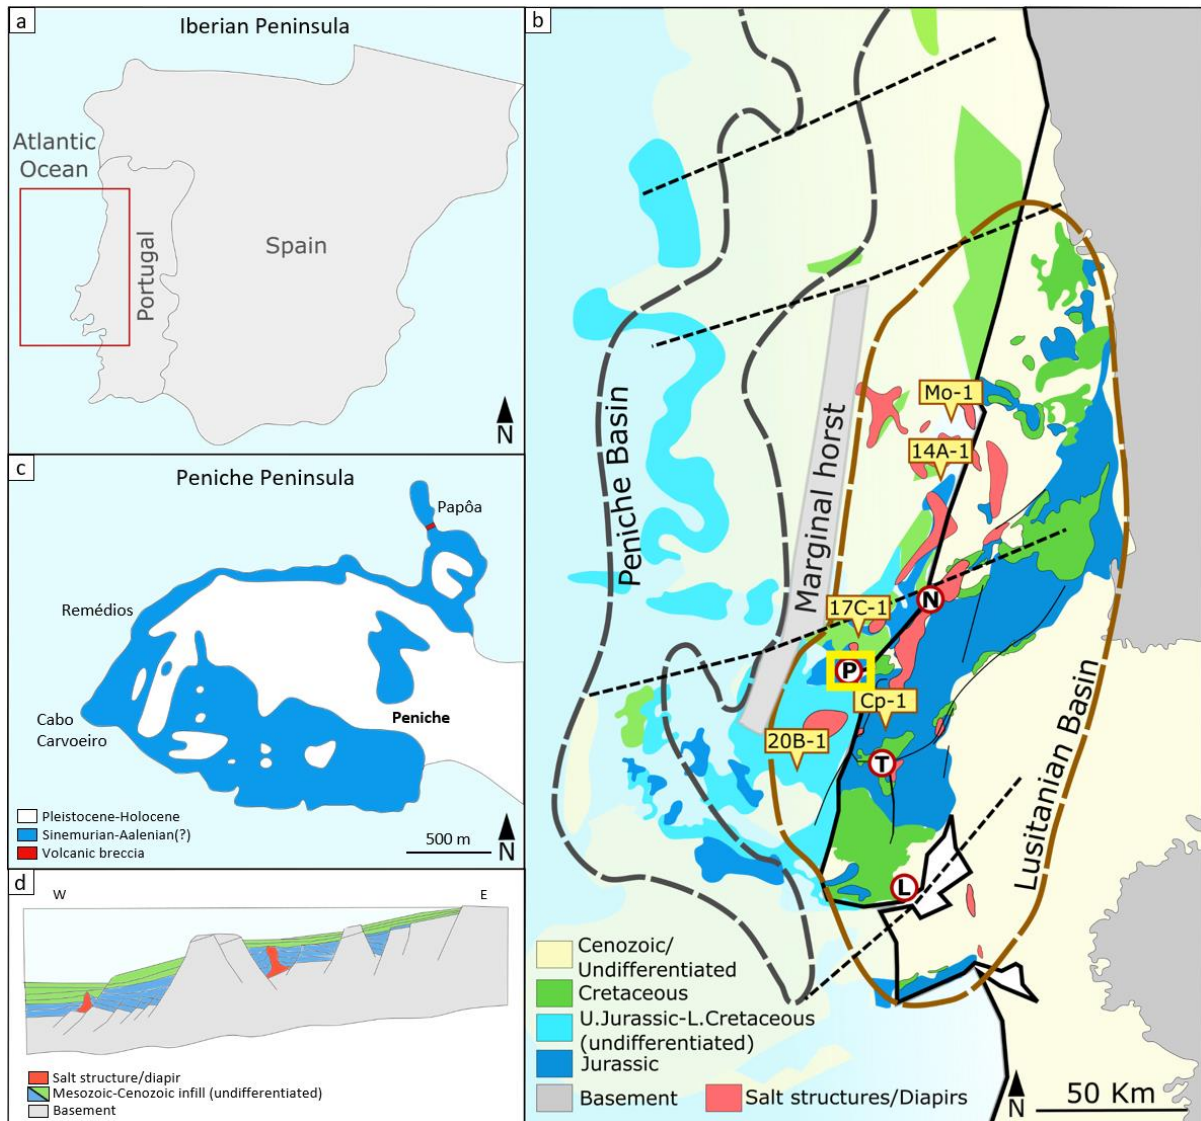 a
Iberian Peninsula
Atlantic
Ocean
Portugal
Spain
N
b
Peniche Basin
Marginal horst
Lusitanian Basin
Mo-1
14A-1
N
17C-1
P
Cp-1
20B-1
T
L
Cenozoic/
Undifferentiated
Cretaceous
U.Jurassic-L.Cretaceous
(undifferentiated)
Jurassic
Basement
Salt structures/Diapirs
N
50 Km
c
Peniche Peninsula
Papôa
Remédios
Cabo
Carvoeiro
Peniche
Pleistocene-Holocene
Sinemurian-Aalenian(?)
Volcanic breccia
500 m
N
d
W
E
Salt structure/diapir
Mesozoic-Cenozoic infill (undifferentiated)
Basement